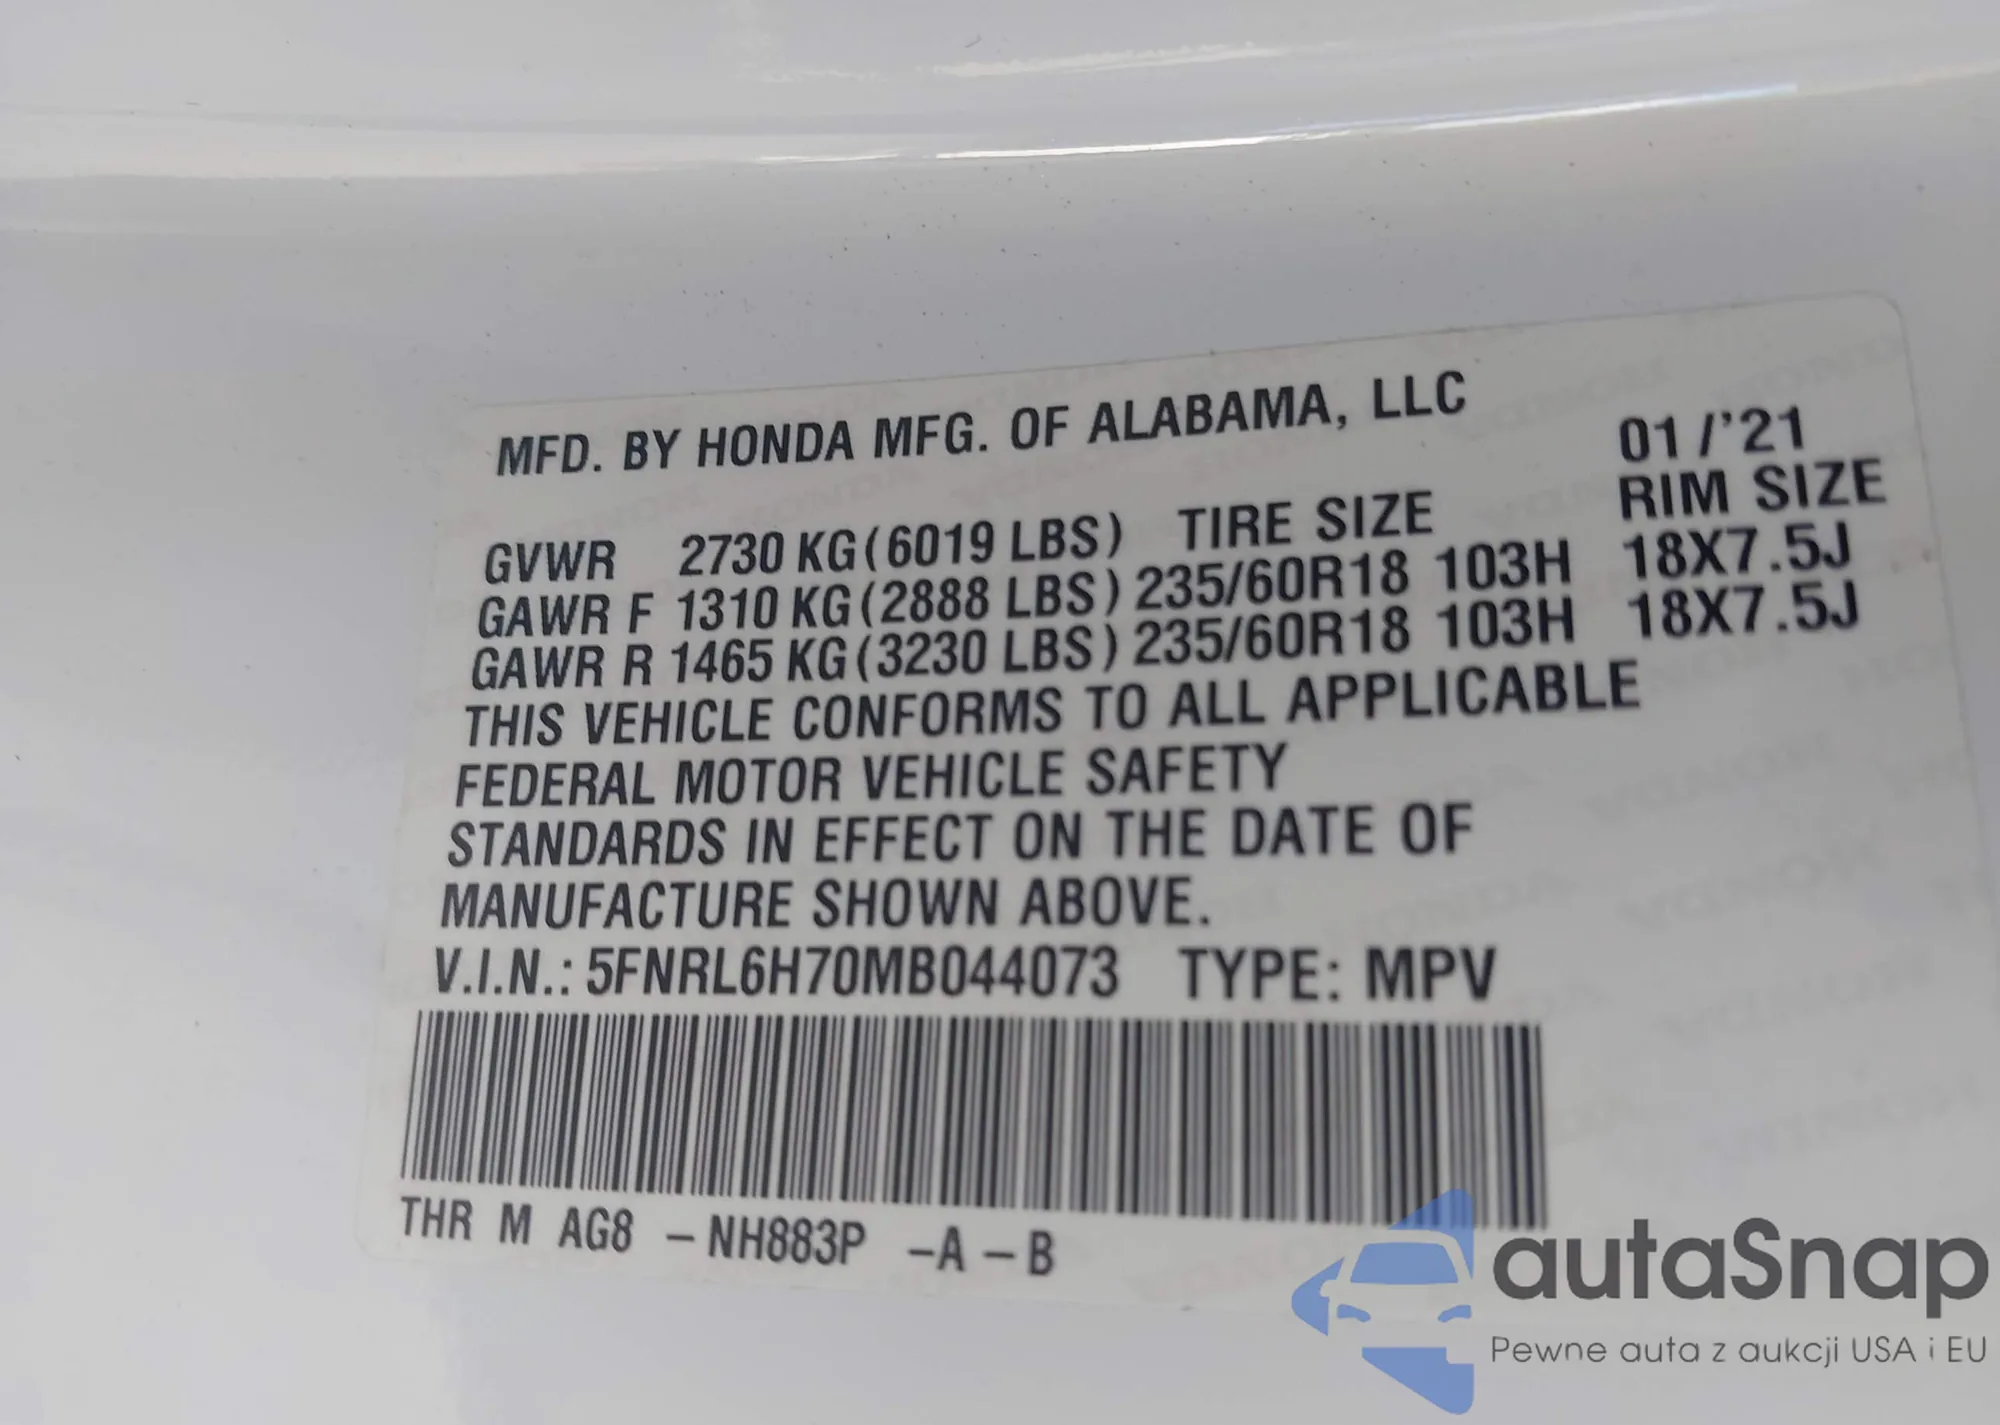 MFD. BY HONDA MFG. OF ALABAMA, LLC
01/'21
GVWR 2730 KG(6019 LBS) TIRE SIZE RIM SIZE
GAWR F 1310 KG(2888 LBS) 235/60R18 103H 18X7.5J
GAWR R 1465 KG(3230 LBS) 235/60R18 103H 18X7.5J
THIS VEHICLE CONFORMS TO ALL APPLICABLE
FEDERAL MOTOR VEHICLE SAFETY
STANDARDS IN EFFECT ON THE DATE OF
MANUFACTURE SHOWN ABOVE.
V.I.N.: 5FNRL6H70MB044073 TYPE: MPV
THR M AG8 –NH883P –A –B
autaSnap
Pewne auta z aukcji USA i EU